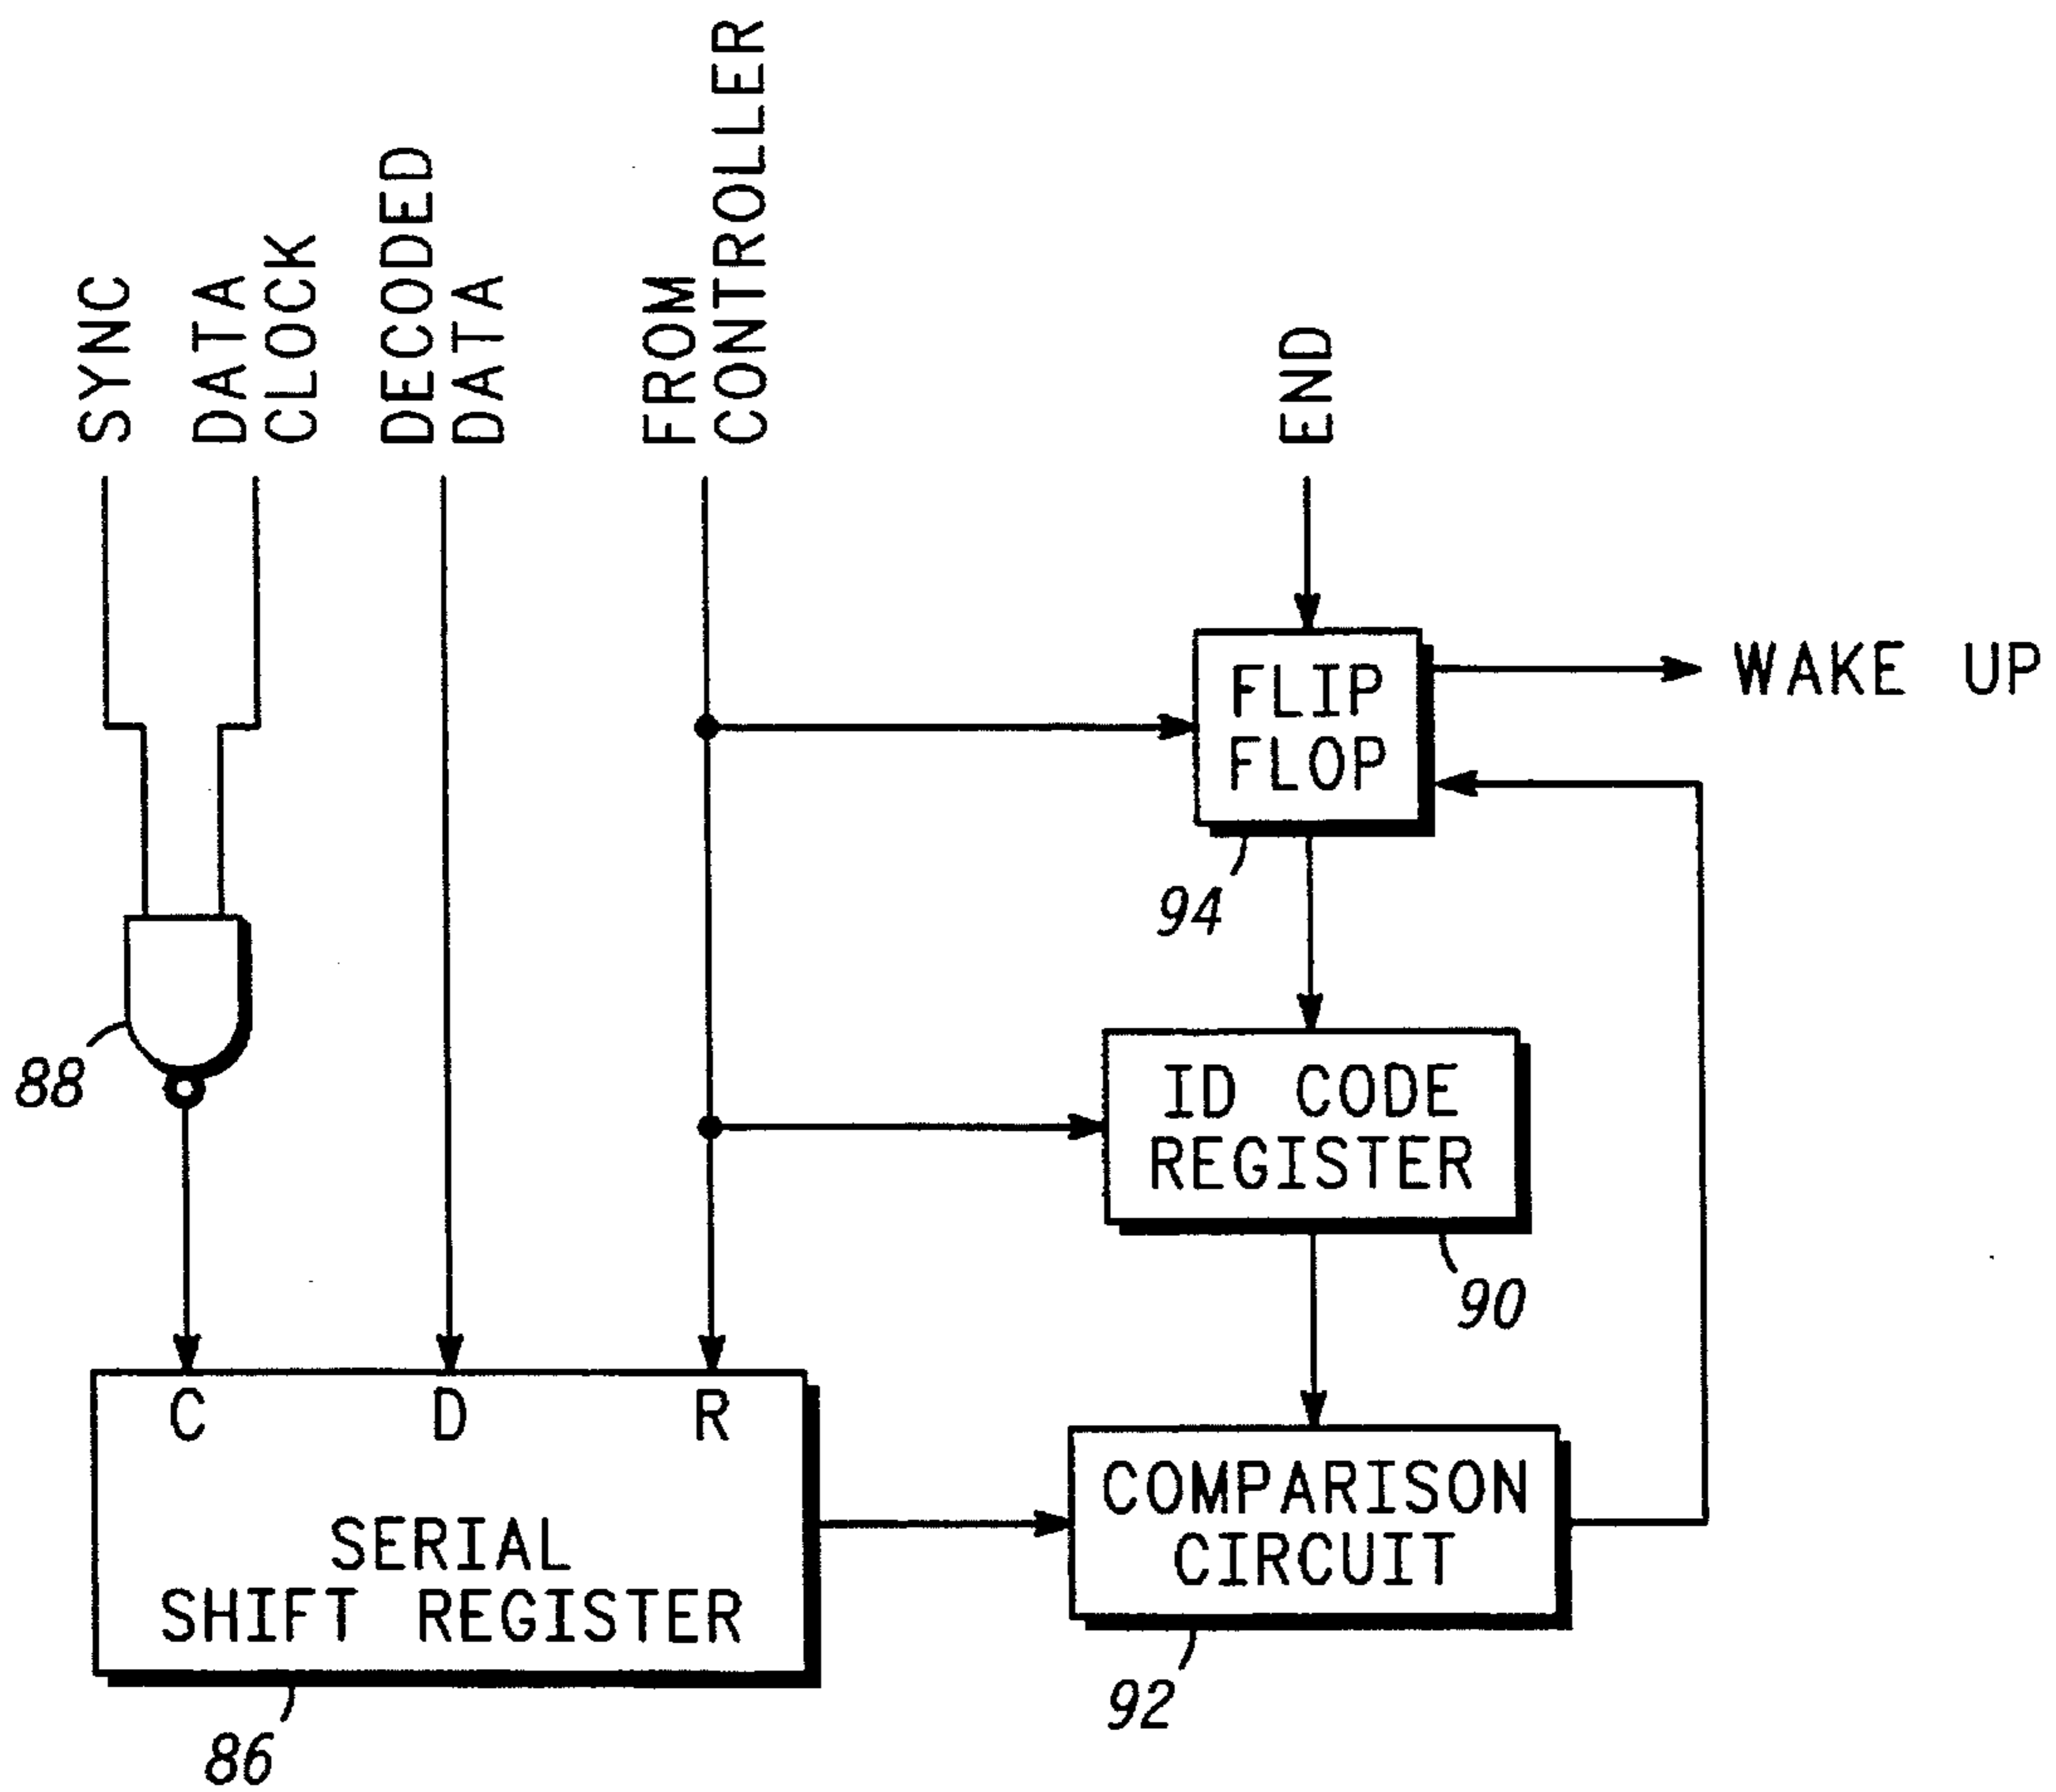 SYNC
DATA
CLOCK
DECODED
DATA
FROM
CONTROLLER
END
FLIP
FLOP
WAKE UP
94
88
ID CODE
REGISTER
90
C D R
SERIAL
SHIFT REGISTER
86
COMPARISON
CIRCUIT
92